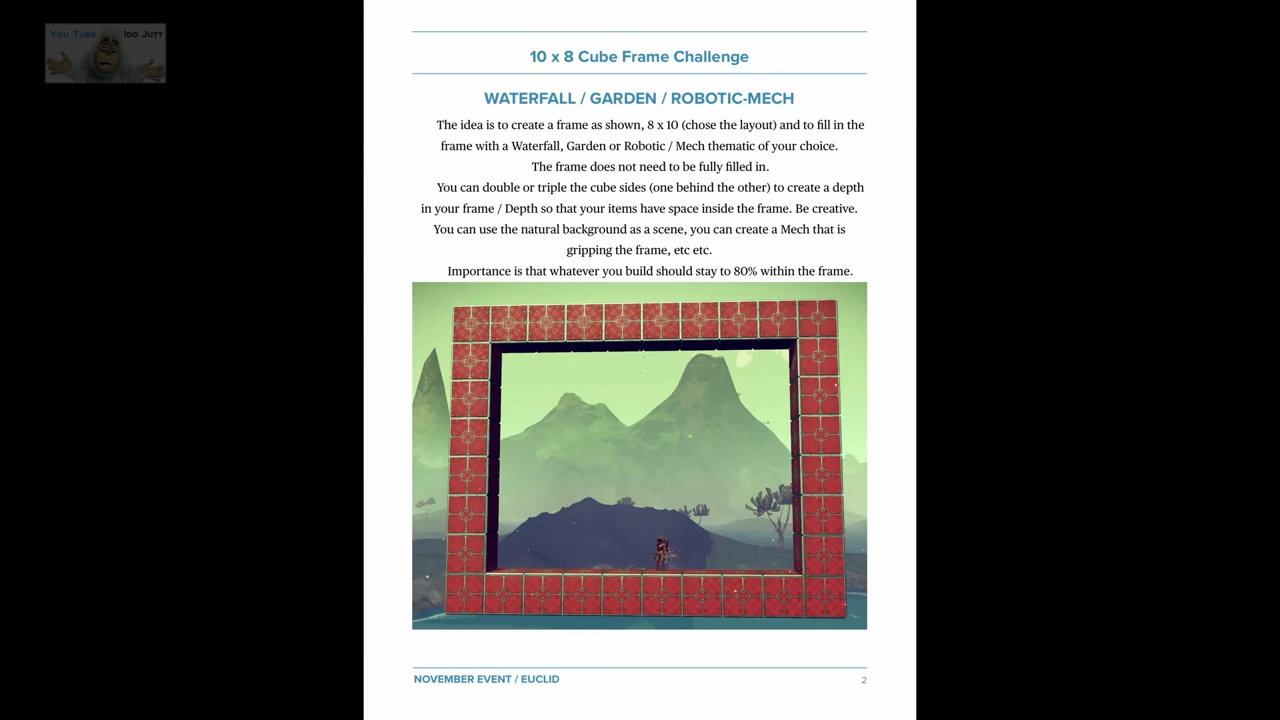 You Tube Idd Jutt
10 x 8 Cube Frame Challenge
WATERFALL / GARDEN / ROBOTIC-MECH
The idea is to create a frame as shown, 8 x 10 (chose the layout) and to fill in the
frame with a Waterfall, Garden or Robotic / Mech thematic of your choice.
The frame does not need to be fully filled in.
You can double or triple the cube sides (one behind the other) to create a depth
in your frame / Depth so that your items have space inside the frame. Be creative.
You can use the natural background as a scene, you can create a Mech that is
gripping the frame, etc etc.
Importance is that whatever you build should stay to 80% within the frame.
NOVEMBER EVENT / EUCLID
2